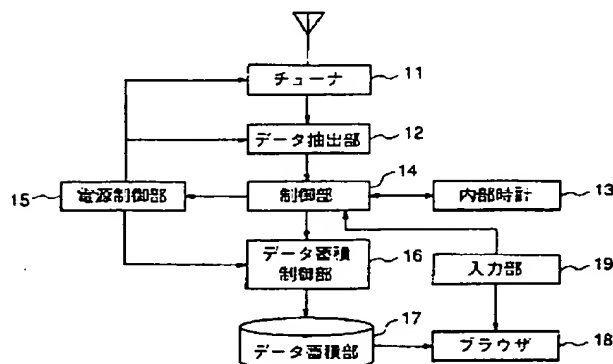 チューナ
11
データ抽出部
12
14
15
電源制御部
制御部
内部時計
13
データ蓄積
制御部
16
入力部
19
17
データ蓄積部
ブラウザ
18